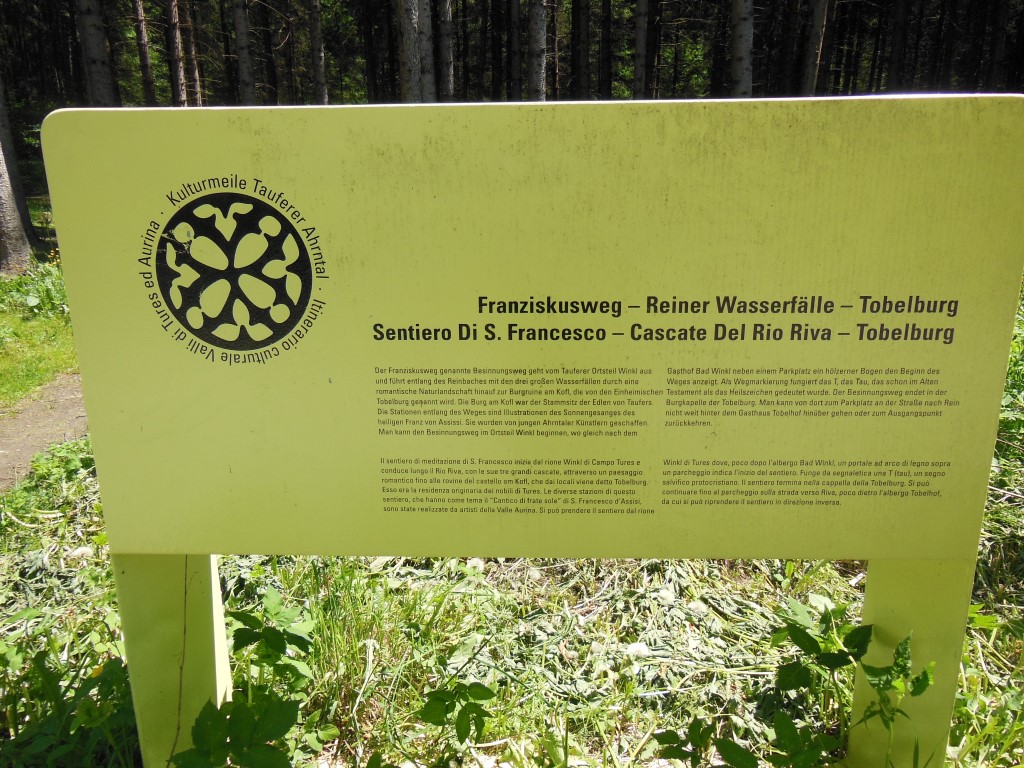 Kulturmeile Tauferer Ahrntal · Itinerario culturale Valli di Tures ed Aurina ·
Franziskusweg – Reiner Wasserfälle – Tobelburg
Sentiero Di S. Francesco – Cascate Del Rio Riva – Tobelburg
Der Franziskusweg genannte Besinnungsweg geht vom Tauferer Ortsteil Winkl aus
und führt entlang des Reinbaches mit den drei großen Wasserfällen durch eine
romantische Naturlandschaft hinauf zur Burgruine am Kofl, die von den Einheimischen
Tobelburg genannt wird. Die Burg am Kofl war der Stammsitz der Edlen von Taufers.
Die Stationen entlang des Weges sind Illustrationen des Sonnengesanges des
heiligen Franz von Assissi. Sie wurden von jungen Ahrntaler Künstlern geschaffen.
Man kann den Besinnungsweg im Ortsteil Winkl beginnen, wo gleich nach dem
Gasthof Bad Winkl neben einem Parkplatz ein hölzerner Bogen den Beginn des
Weges anzeigt. Als Wegmarkierung fungiert das T, das Tau, das schon im Alten
Testament als das Heilszeichen gedeutet wurde. Der Besinnungsweg endet in der
Burgkapelle der Tobelburg. Man kann von dort zum Parkplatz an der Straße nach Rein
nicht weit hinter dem Gasthaus Tobelhof hinüber gehen oder zum Ausgangspunkt
zurückkehren.
Il sentiero di meditazione di S. Francesco inizia del rione Winkl di Campo Tures e
conduce lungo il Rio Riva, con le sue tre grandi cascate, attraverso un paesaggio
romantico fino alle rovine del castello am Kofl, che dai locali viene detto Tobelburg.
Esso era la residenza originaria dei nobili di Tures. Le diverse stazioni di questo
sentiero, che hanno come tema il "Cantico di frate sole" di S. Francesco d'Assisi,
sono state realizzate da artisti della Valle Aurina. Si può prendere il sentiero dal rione
Winkl di Tures dove, poco dopo l'albergo Bad Winkl, un portale ad arco di legno sopra
un parcheggio indica l'inizio del sentiero. Funge da segnaletica una T (tau), un segno
salvifico protocristiano. Il sentiero termina nella cappella della Tobelburg. Si può
continuare fino al parcheggio sulla strada verso Riva, poco dietro l'albergo Tobelhof,
da cui si può riprendere il sentiero in direzione inversa.